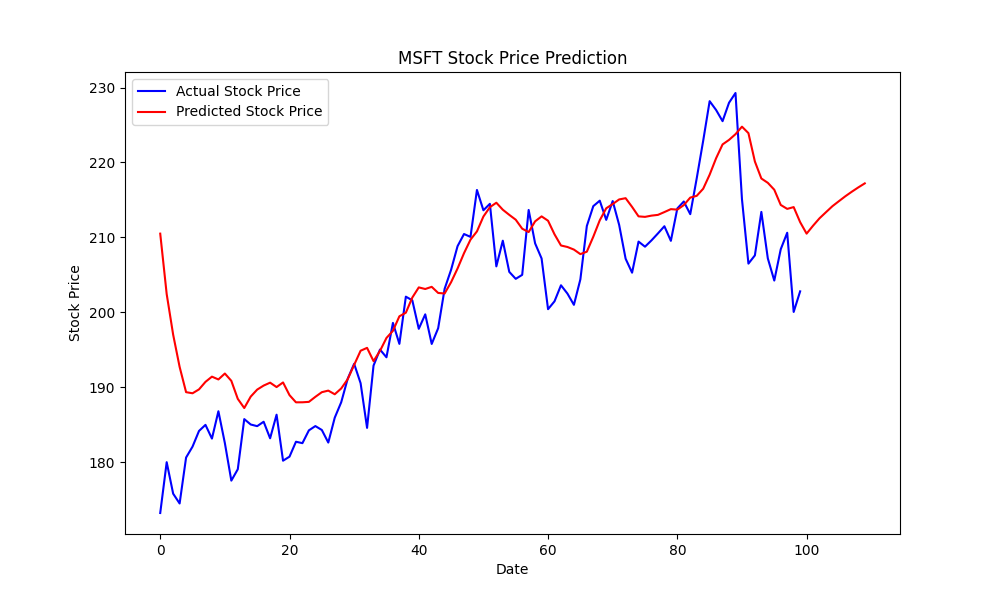 MSFT Stock Price Prediction
Actual Stock Price
Predicted Stock Price
Stock Price
230
220
210
200
190
180
0 20 40 60 80 100
Date